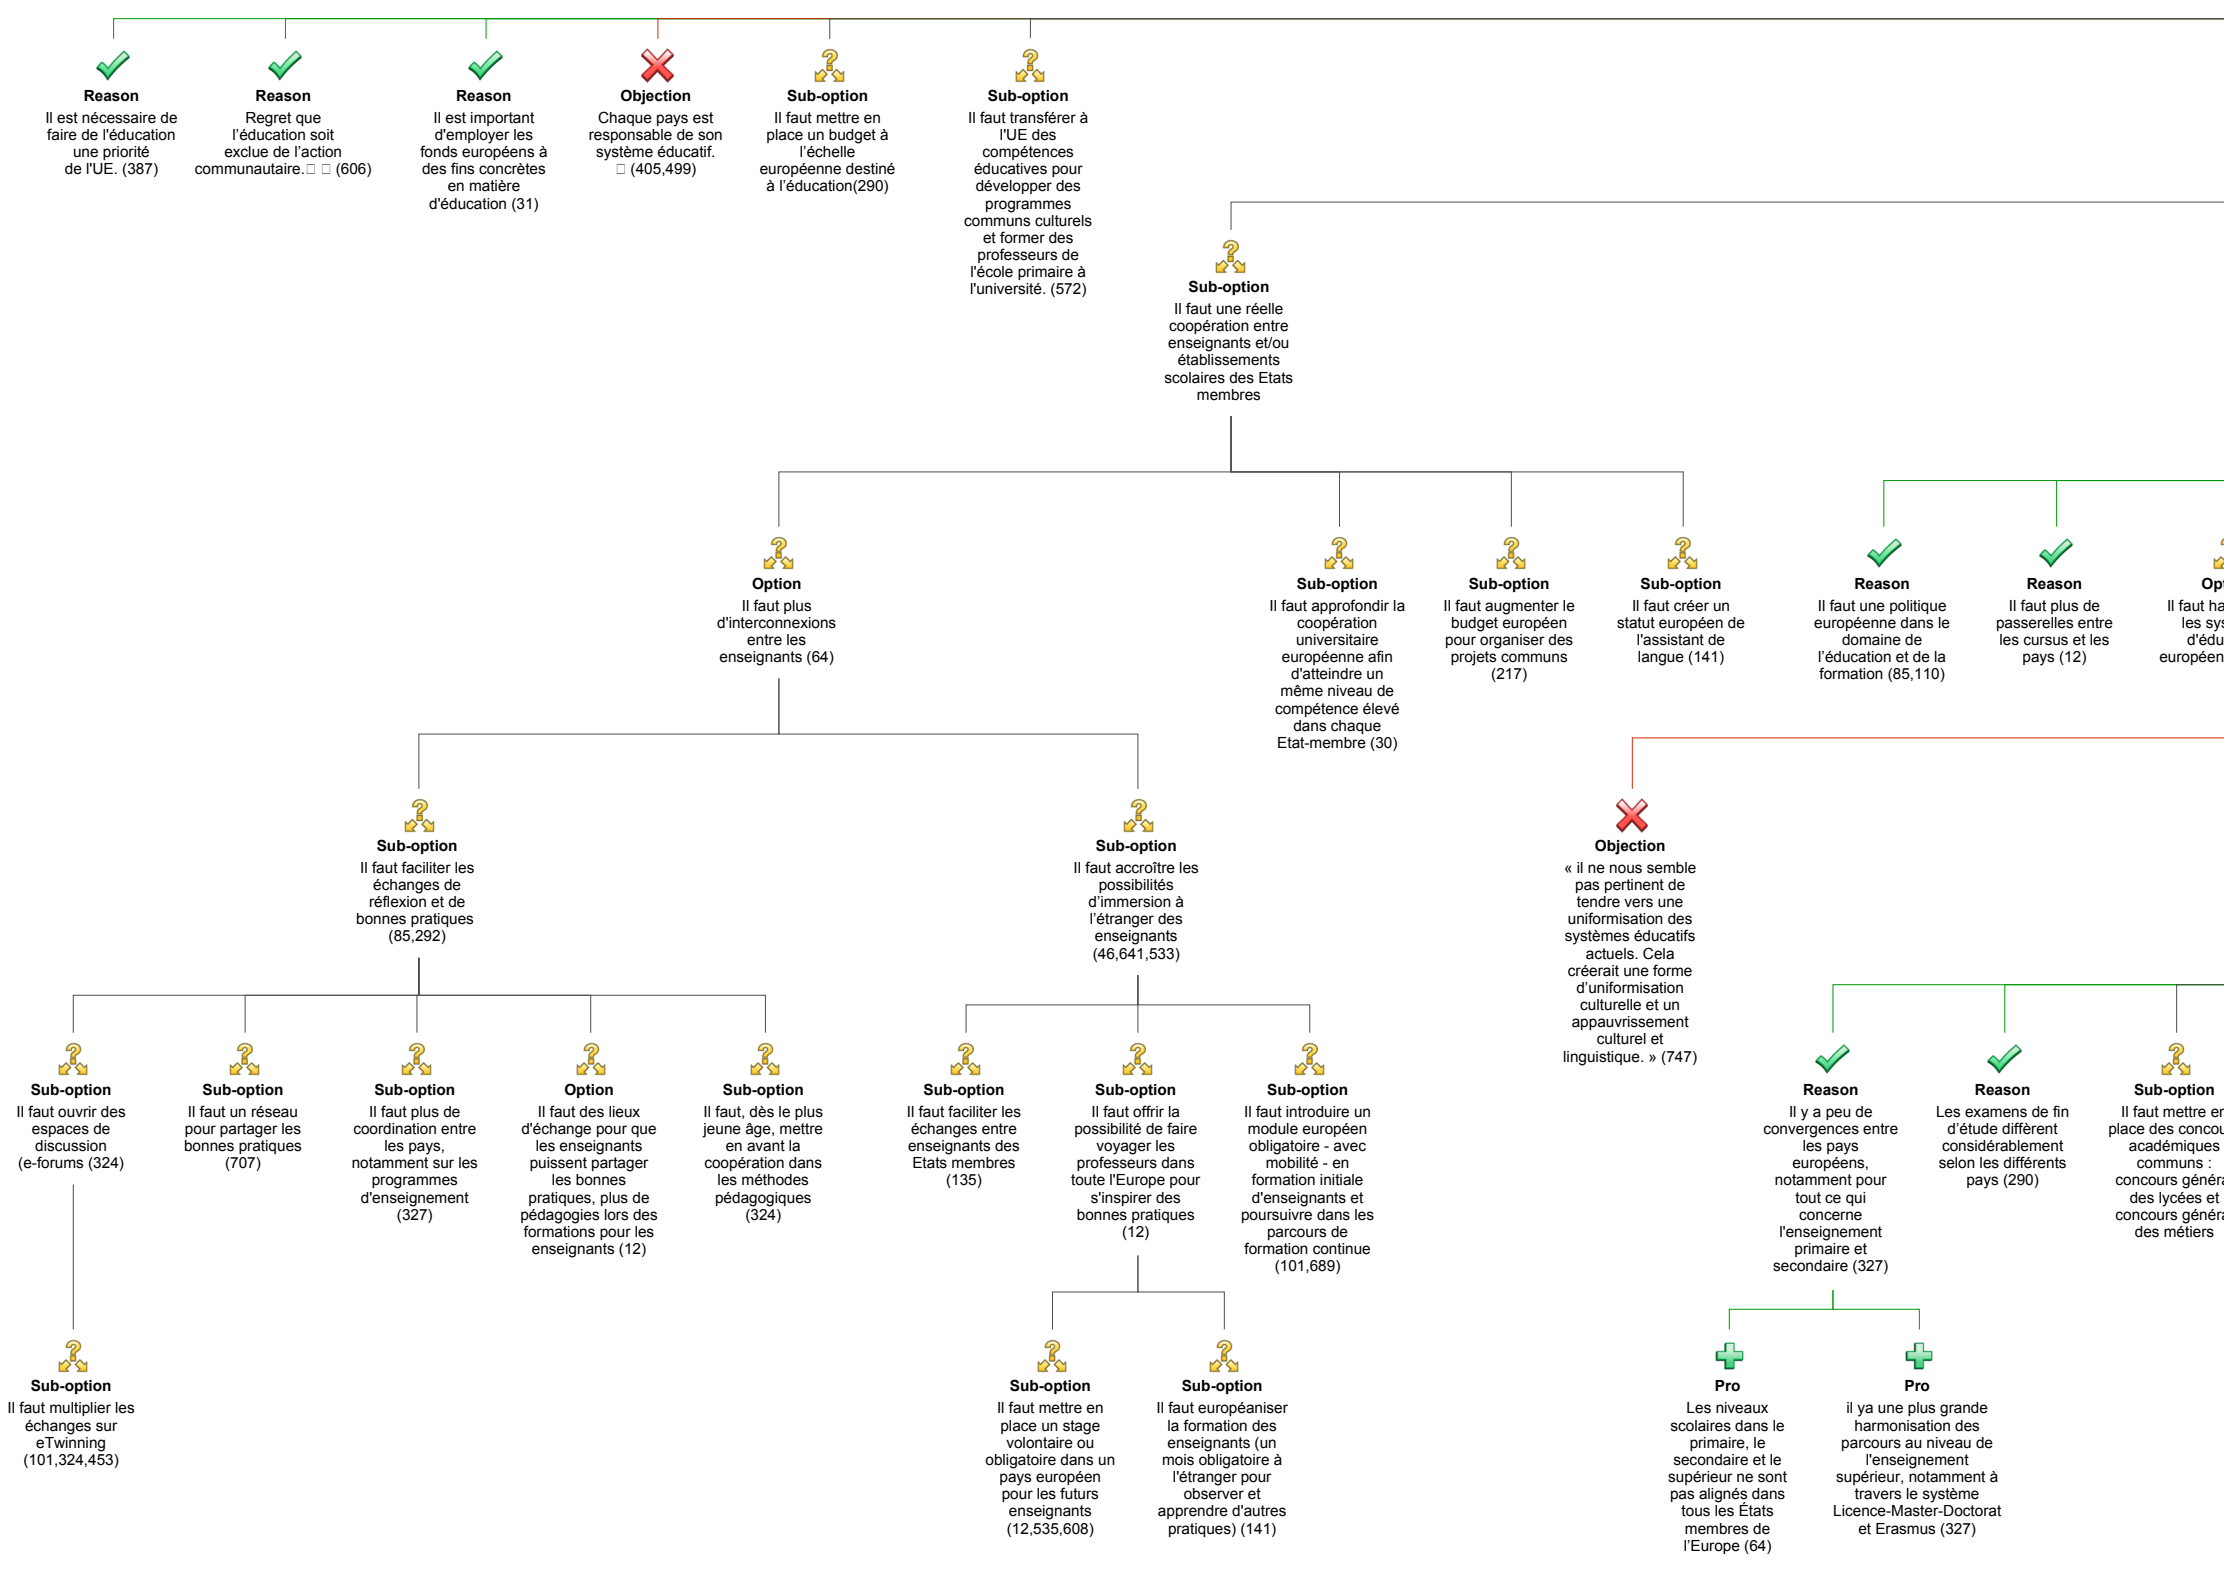 Reason
Il est nécessaire de
faire de l'éducation
une priorité
de l'UE. (387)
Reason
Regret que
l’éducation soit
exclue de l’action
communautaire.□ □ (606)
Reason
Il est important
d'employer les
fonds européens à
des fins concrètes
en matière
d'éducation (31)
Objection
Chaque pays est
responsable de son
système éducatif.
□ (405,499)
Sub-option
Il faut mettre en
place un budget à
l’échelle
européenne destiné
à l’éducation(290)
Sub-option
Il faut transférer à
l'UE des
compétences
éducatives pour
développer des
programmes
communs culturels
et former des
professeurs de
l'école primaire à
l'université. (572)
Sub-option
Il faut une réelle
coopération entre
enseignants et/ou
établissements
scolaires des Etats
membres
Option
Il faut plus
d'interconnexions
entre les
enseignants (64)
Sub-option
Il faut approfondir la
coopération
universitaire
européenne afin
d'atteindre un
même niveau de
compétence élevé
dans chaque
Etat-membre (30)
Sub-option
Il faut augmenter le
budget européen
pour organiser des
projets communs
(217)
Sub-option
Il faut créer un
statut européen de
l'assistant de
langue (141)
Reason
Il faut une politique
européenne dans le
domaine de
l’éducation et de la
formation (85,110)
Reason
Il faut plus de
passerelles entre
les cursus et les
pays (12)
Il faut
les
Sub-option
Il faut faciliter les
échanges de
réflexion et de
bonnes pratiques
(85,292)
Sub-option
Il faut accroître les
possibilités
d’immersion à
l’étranger des
enseignants
(46,641,533)
Objection
« il ne nous semble
pas pertinent de
tendre vers une
uniformisation des
systèmes éducatifs
actuels. Cela
créerait une forme
d’uniformisation
culturelle et un
appauvrissement
culturel et
linguistique. » (747)
Sub-option
Il faut ouvrir des
espaces de
discussion
(e-forums (324)
Sub-option
Il faut un réseau
pour partager les
bonnes pratiques
(707)
Sub-option
Il faut plus de
coordination entre
les pays,
notamment sur les
programmes
d'enseignement
(327)
Option
Il faut des lieux
d'échange pour que
les enseignants
puissent partager
les bonnes
pratiques, plus de
pédagogies lors des
formations pour les
enseignants (12)
Sub-option
Il faut, dès le plus
jeune âge, mettre
en avant la
coopération dans
les méthodes
pédagogiques
(324)
Sub-option
Il faut faciliter les
échanges entre
enseignants des
Etats membres
(135)
Sub-option
Il faut offrir la
possibilité de faire
voyager les
professeurs dans
toute l'Europe pour
s'inspirer des
bonnes pratiques
(12)
Sub-option
Il faut introduire un
module européen
obligatoire - avec
mobilité - en
formation initiale
d'enseignants et
poursuivre dans les
parcours de
formation continue
(101,689)
Reason
Il y a peu de
convergences entre
les pays
européens,
notamment pour
tout ce qui
concerne
l'enseignement
primaire et
secondaire (327)
Reason
Les examens de fin
d’étude diffèrent
considérablement
selon les différents
pays (290)
Sub-option
Il faut mettre en
place des
académiques
communs :
concours
des lycées et
concours
des métiers
Sub-option
Il faut multiplier les
échanges sur
eTwinning
(101,324,453)
Sub-option
Il faut mettre en
place un stage
volontaire ou
obligatoire dans un
pays européen
pour les futurs
enseignants
(12,535,608)
Sub-option
Il faut européaniser
la formation des
enseignants (un
mois obligatoire à
l'étranger pour
observer et
apprendre d'autres
pratiques) (141)
Pro
Les niveaux
scolaires dans le
primaire, le
secondaire et le
supérieur ne sont
pas alignés dans
tous les États
membres de
l’Europe (64)
Pro
il ya une plus grande
harmonisation des
parcours au niveau de
l'enseignement
supérieur, notamment à
travers le système
Licence-Master-Doctorat
et Erasmus (327)